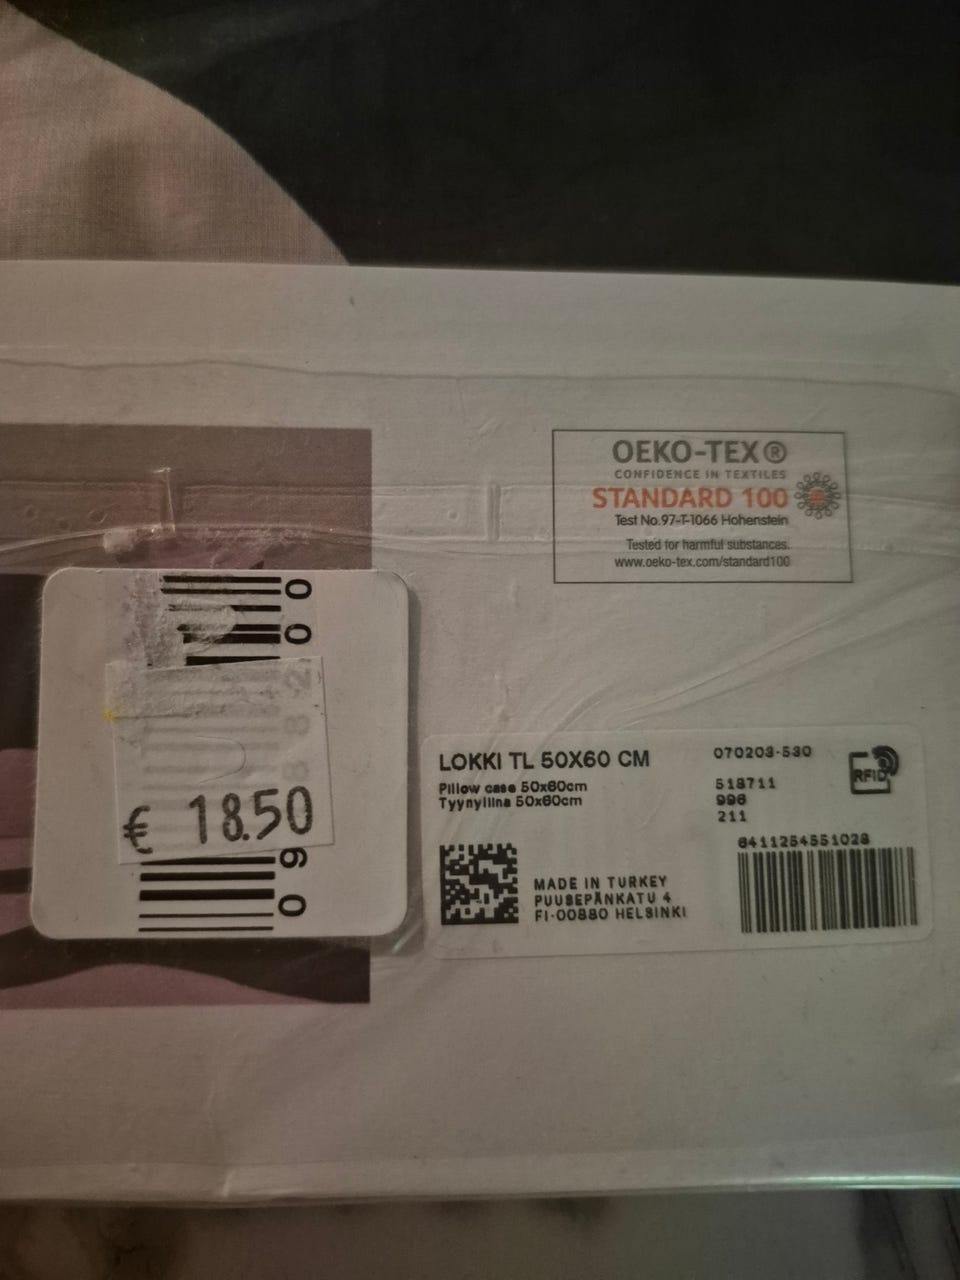 OEKO-TEX®
CONFIDENCE IN TEXTILES
STANDARD 100
Test No.97-T-1066 Hohenstein
Tested for harmful substances.
www.oeko-tex.com/standard100
€ 18.50
LOKKI TL 50X60 CM
Pillow case 50x60cm
Tyynyliina 50x60cm
070203-530
518711
996
211
RFID
6411254551028
MADE IN TURKEY
PUUSEPÄNKATU 4
FI-00880 HELSINKI